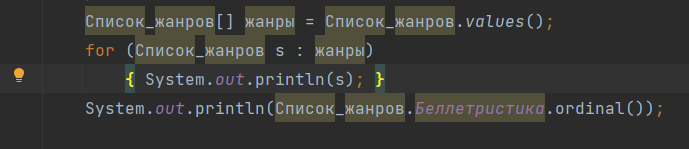 Список_жанров[] жанры = Список_жанров.values();
for (Список_жанров s : жанры)
{ System.out.println(s); }
System.out.println(Список_жанров.Беллетристика.ordinal());